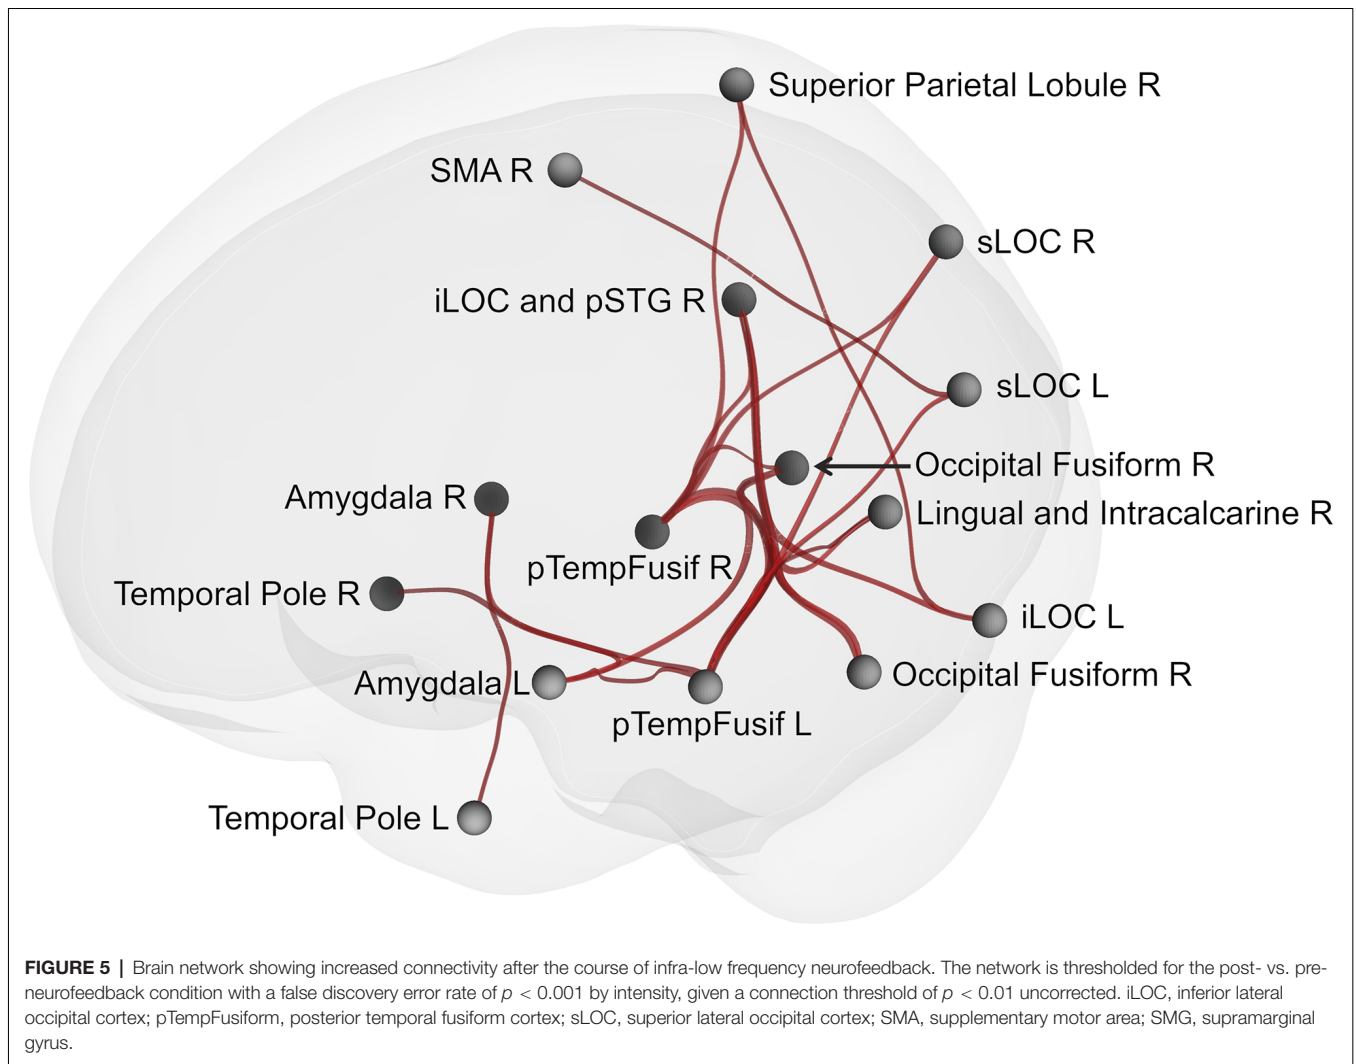 Superior Parietal Lobule R
SMA R
sLOC R
iLOC and pSTG R
sLOC L
Occipital Fusiform R
Amygdala R
Lingual and Intracalcarine R
pTempFusif R
Temporal Pole R
iLOC L
Occipital Fusiform R
Amygdala L
pTempFusif L
Temporal Pole L
FIGURE 5 | Brain network showing increased connectivity after the course of infra-low frequency neurofeedback. The network is thresholded for the post- vs. pre-
neurofeedback condition with a false discovery error rate of p < 0.001 by intensity, given a connection threshold of p < 0.01 uncorrected. iLOC, inferior lateral
occipital cortex; pTempFusiform, posterior temporal fusiform cortex; sLOC, superior lateral occipital cortex; SMA, supplementary motor area; SMG, supramarginal
gyrus.